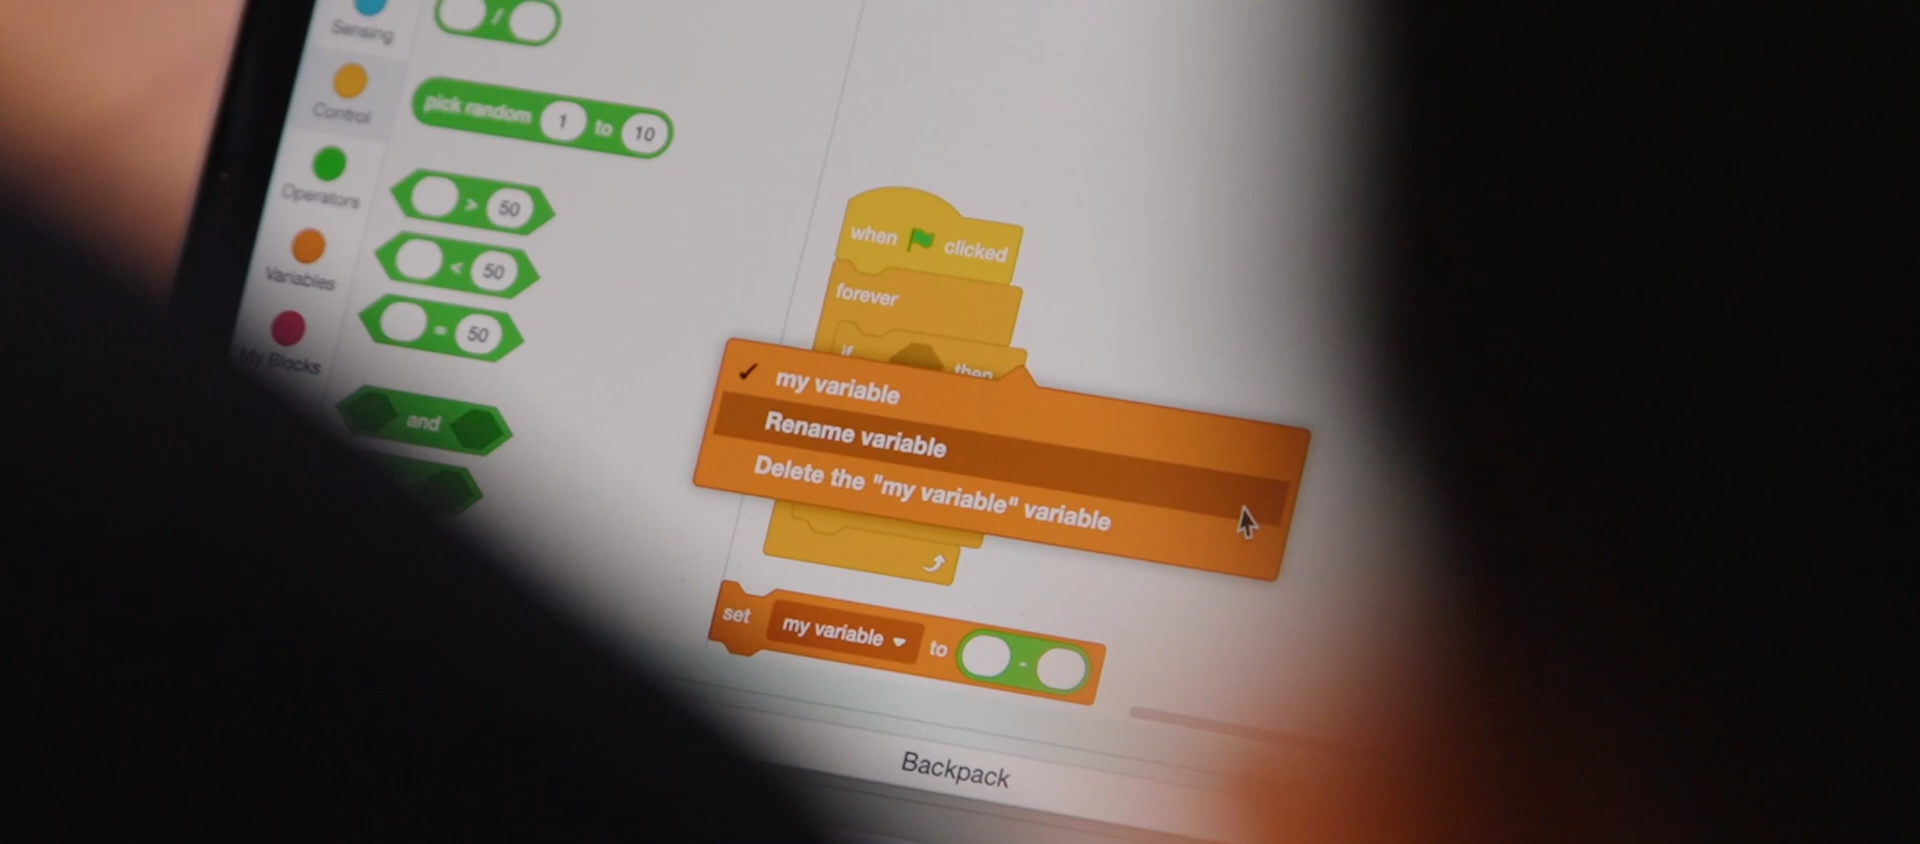 Sensing
Control
Operators
Variables
My Blocks
/
pick random 1 to 10
> 50
< 50
= 50
and
when clicked
forever
if then
✓ my variable
Rename variable
Delete the "my variable" variable
set my variable to -
Backpack